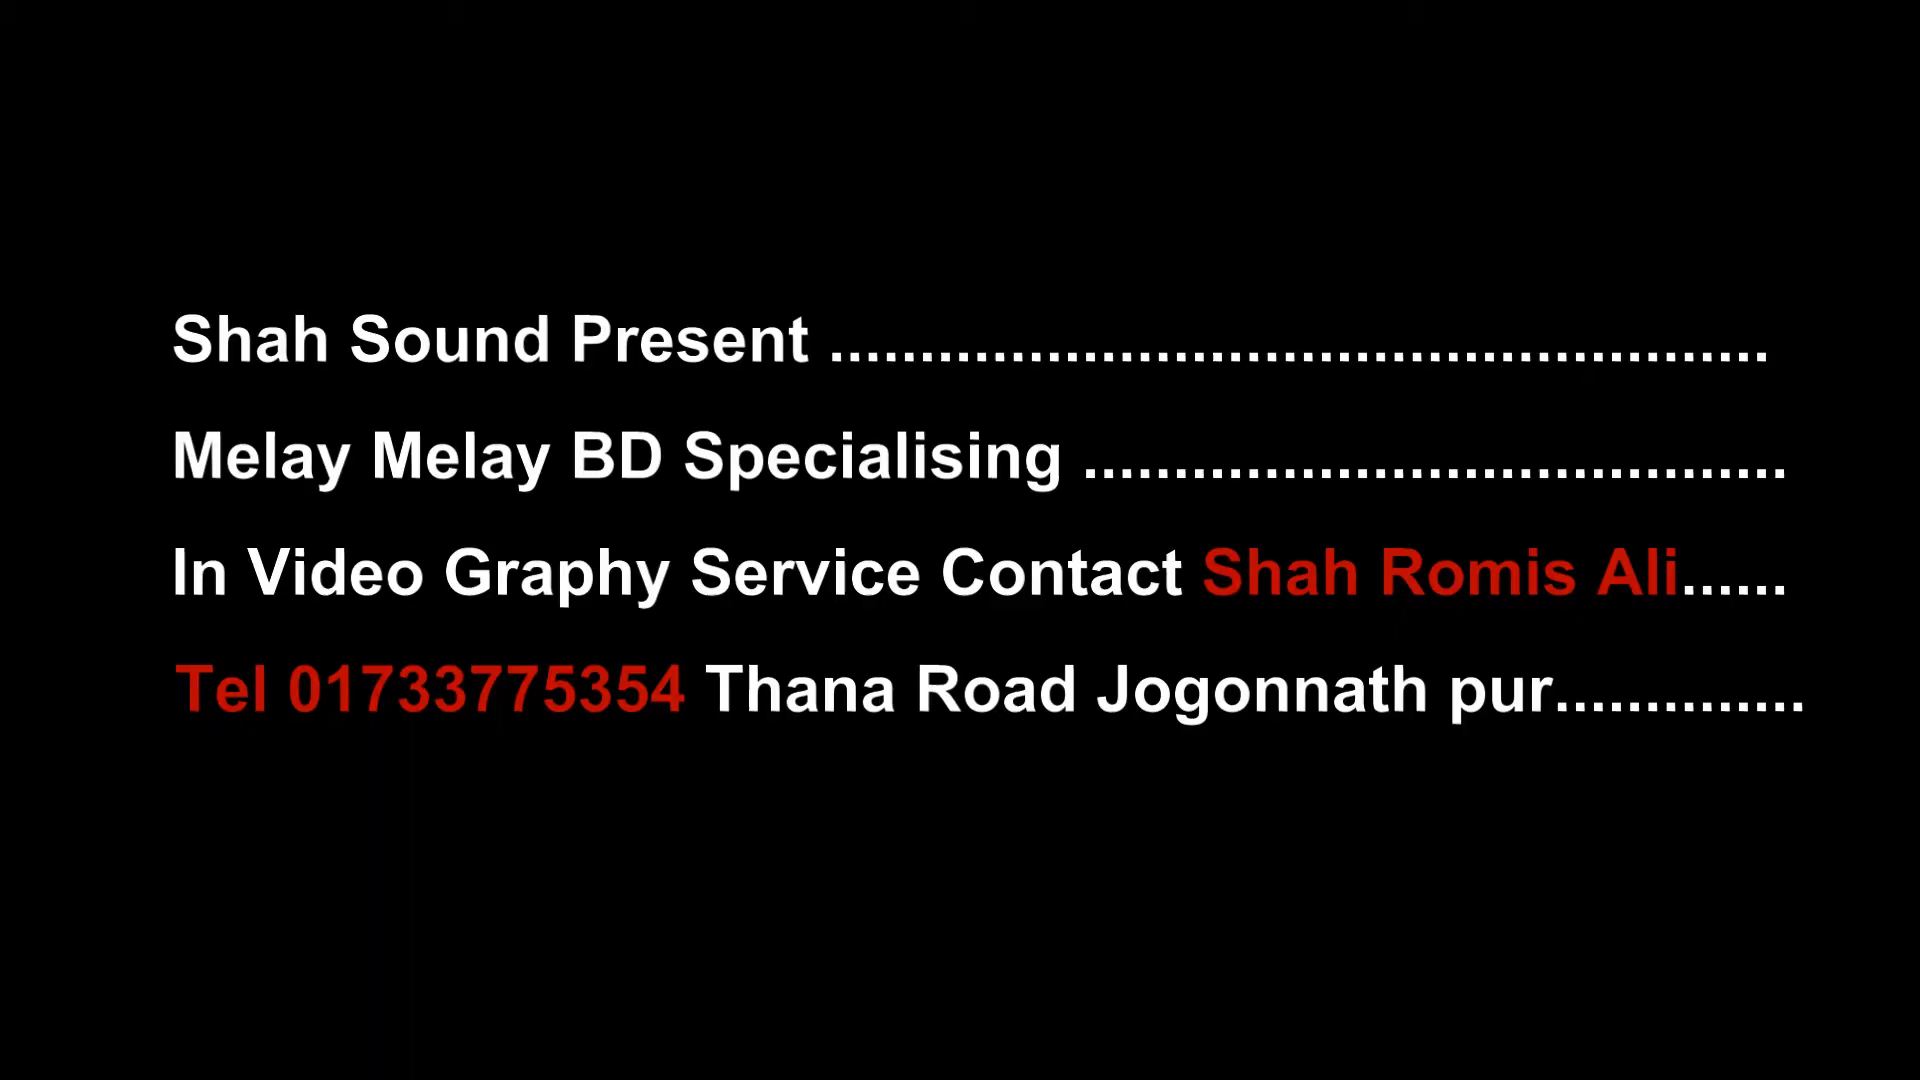 Shah Sound Present ....................................................
Melay Melay BD Specialising .......................................
In Video Graphy Service Contact Shah Romis Ali......
Tel 01733775354 Thana Road Jogonnath pur..............